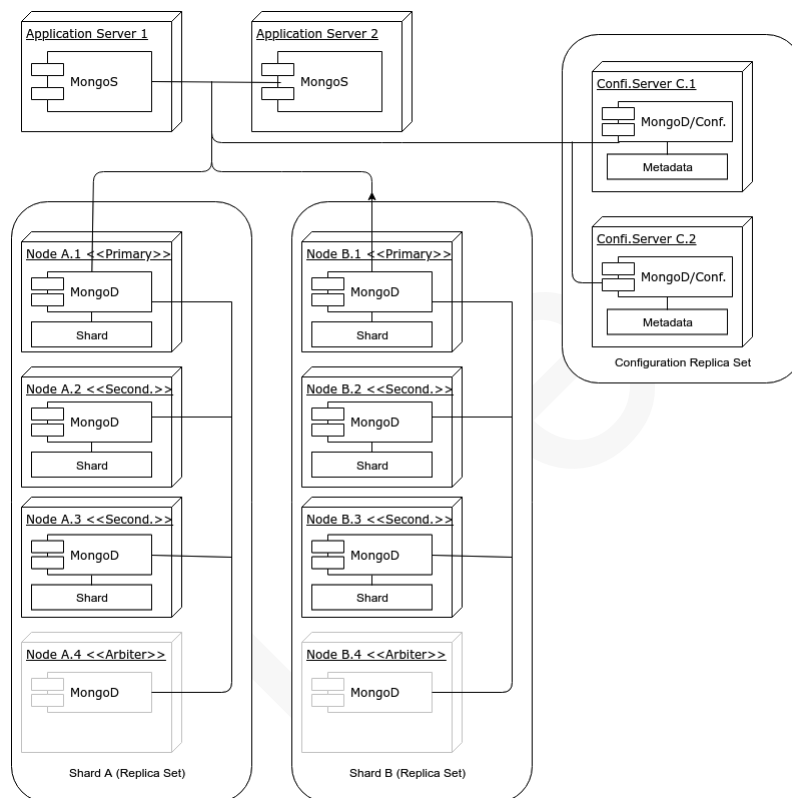 Application Server 1
MongoS
Application Server 2
MongoS
Confi.Server C.1
MongoD/Conf.
Metadata
Confi.Server C.2
MongoD/Conf.
Metadata
Configuration Replica Set
Node A.1 <<Primary>>
MongoD
Shard
Node A.2 <<Second.>>
MongoD
Shard
Node A.3 <<Second.>>
MongoD
Shard
Node A.4 <<Arbiter>>
MongoD
Shard A (Replica Set)
Node B.1 <<Primary>>
MongoD
Shard
Node B.2 <<Second.>>
MongoD
Shard
Node B.3 <<Second.>>
MongoD
Shard
Node B.4 <<Arbiter>>
MongoD
Shard B (Replica Set)